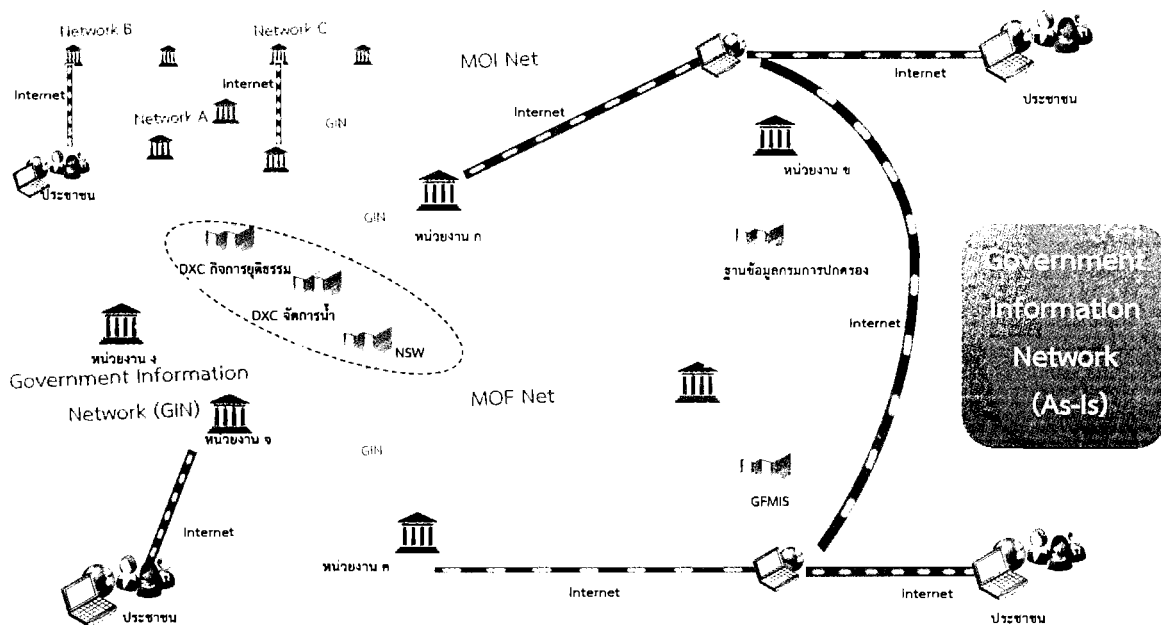 Network B
Network C
MOI Net
Internet
Internet
Internet
Internet
ประชาชน
Network A
GIN
หน่วยงาน ข
ประชาชน
GIN
หน่วยงาน ก
DXC กิจการยุติธรรม
ฐานข้อมูลกรมการปกครอง
DXC จัดการน้ำ
Internet
NSW
หน่วยงาน ง
Government Information
Network (GIN)
MOF Net
หน่วยงาน จ
GIN
GFMIS
Internet
หน่วยงาน ค
Internet
Internet
ประชาชน
ประชาชน
Government
Information
Network
(As-Is)